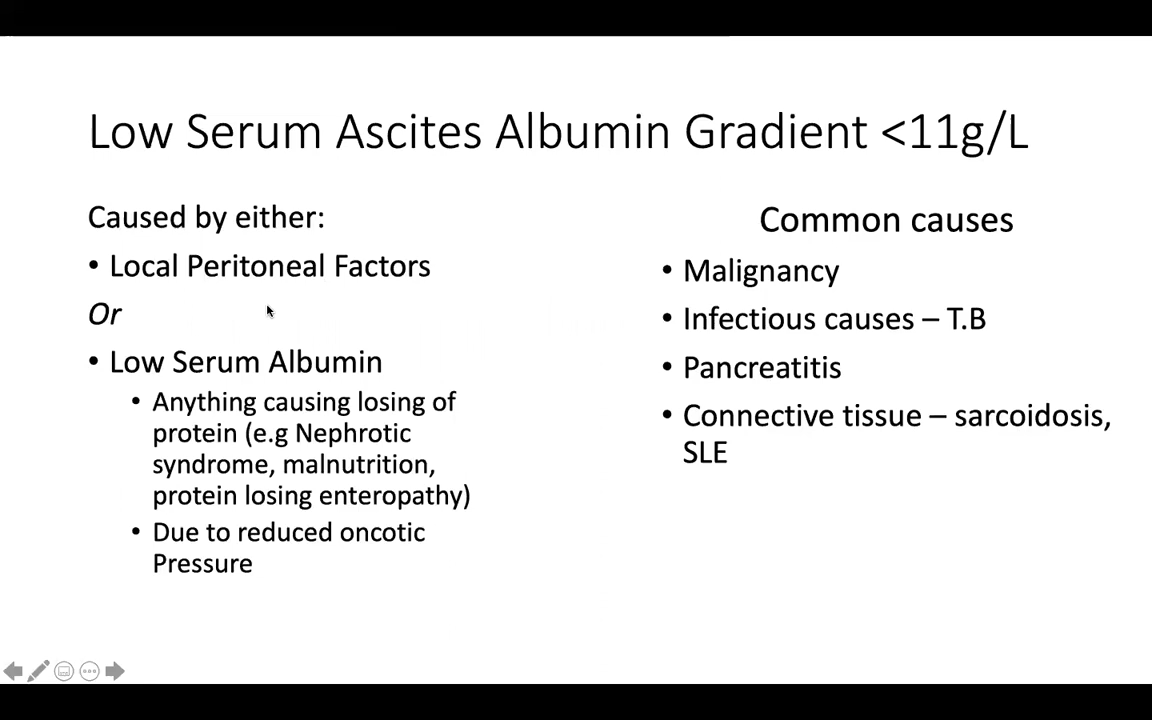 Low Serum Ascites Albumin Gradient <11g/L
Caused by either:
• Local Peritoneal Factors
Or
• Low Serum Albumin
• Anything causing losing of
protein (e.g Nephrotic
syndrome, malnutrition,
protein losing enteropathy)
• Due to reduced oncotic
Pressure
Common causes
• Malignancy
• Infectious causes – T.B
• Pancreatitis
• Connective tissue – sarcoidosis,
SLE